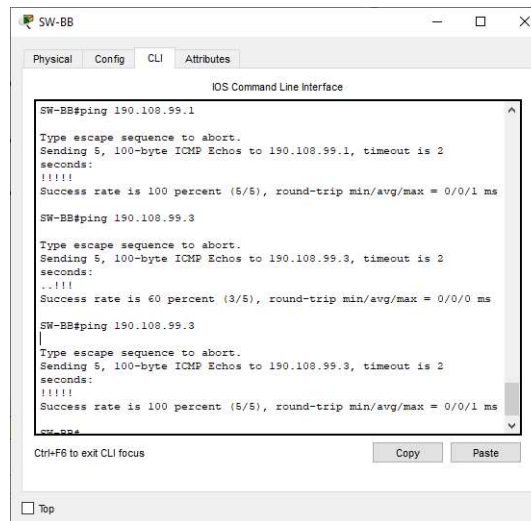 SW-BB
Physical Config CLI Attributes
IOS Command Line Interface
SW-BB#ping 190.108.99.1
Type escape sequence to abort.
Sending 5, 100-byte ICMP Echos to 190.108.99.1, timeout is 2
seconds:
!!!!!
Success rate is 100 percent (5/5), round-trip min/avg/max = 0/0/1 ms
SW-BB#ping 190.108.99.3
Type escape sequence to abort.
Sending 5, 100-byte ICMP Echos to 190.108.99.3, timeout is 2
seconds:
..!!!
Success rate is 60 percent (3/5), round-trip min/avg/max = 0/0/0 ms
SW-BB#ping 190.108.99.3
Type escape sequence to abort.
Sending 5, 100-byte ICMP Echos to 190.108.99.3, timeout is 2
seconds:
!!!!!
Success rate is 100 percent (5/5), round-trip min/avg/max = 0/0/1 ms
SW-BB#
Ctrl+F6 to exit CLI focus Copy Paste
Top